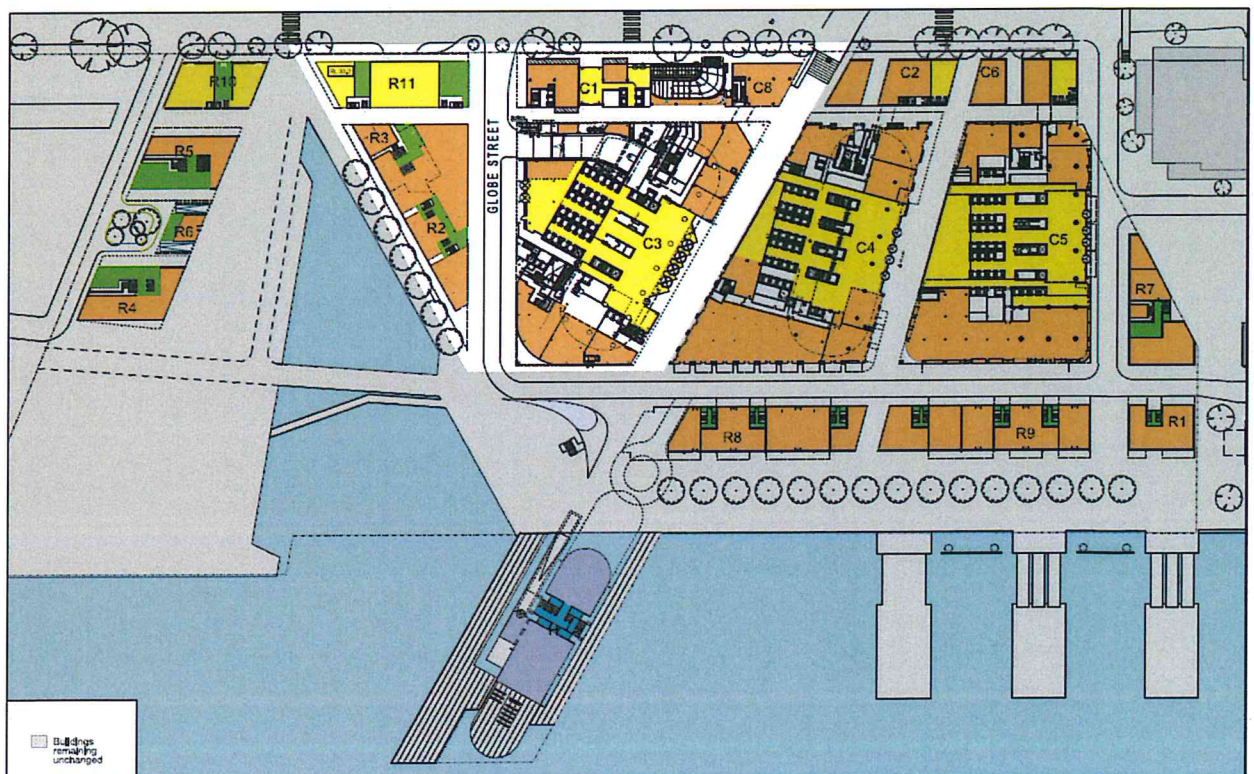 R10
R11
C1
C8
C2
C6
R5
R3
GLOBE STREET
R6
R2
C3
C4
C5
R4
R7
R8
R9
R1
Buildings
remaining
unchanged